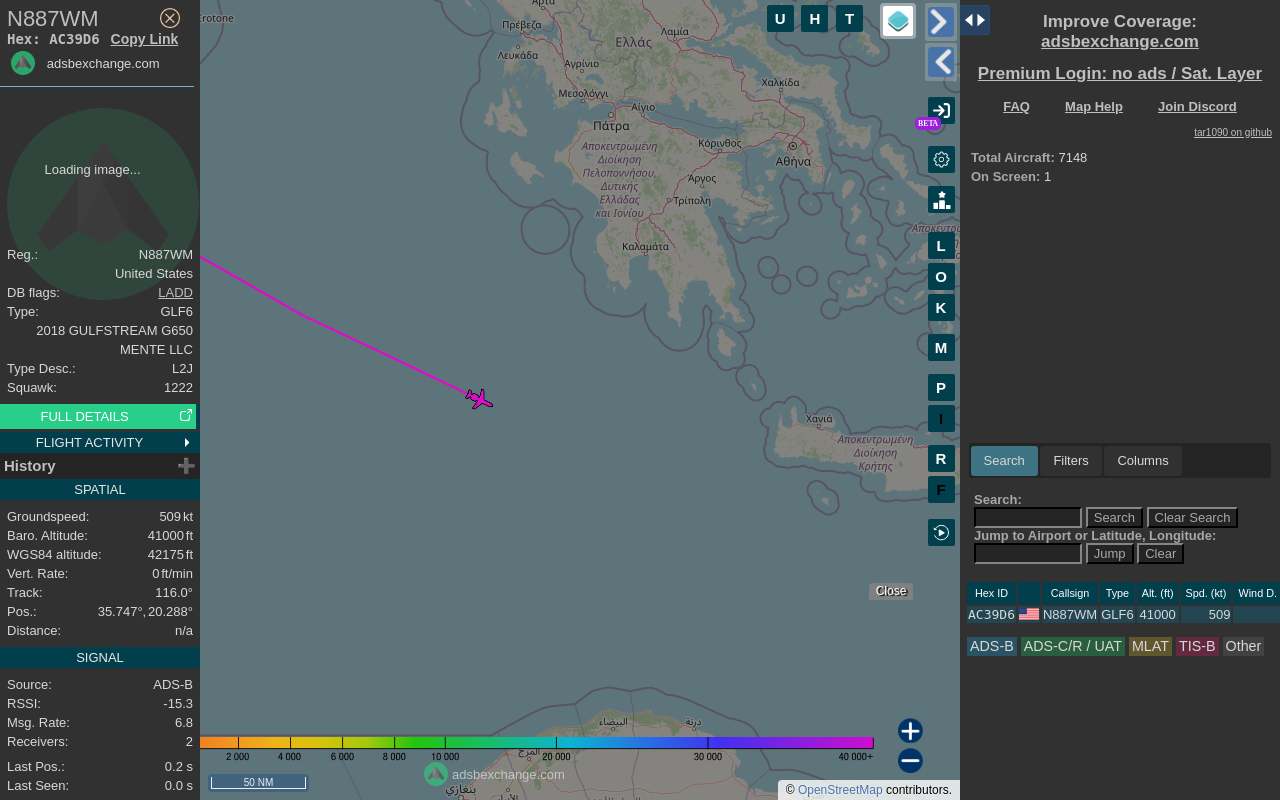 N887WM
Hex: AC39D6 Copy Link
adsbexchange.com
Loading image...
Reg.: N887WM
United States
DB flags: LADD
Type: GLF6
2018 GULFSTREAM G650
MENTE LLC
Type Desc.: L2J
Squawk: 1222
FULL DETAILS
FLIGHT ACTIVITY
History
SPATIAL
Groundspeed: 509 kt
Baro. Altitude: 41000 ft
WGS84 altitude: 42175 ft
Vert. Rate: 0 ft/min
Track: 116.0°
Pos.: 35.747°, 20.288°
Distance: n/a
SIGNAL
Source: ADS-B
RSSI: -15.3
Msg. Rate: 6.8
Receivers: 2
Last Pos.: 0.2 s
Last Seen: 0.0 s
Crotone
Άρτα
Πρέβεζα
Λαμία
Ελλάς
Λευκάδα
Αγρίνιο
Χαλκίδα
Μεσολόγγι
Αίγιο
Πάτρα
Κόρινθος
Αθήνα
Αποκεντρωμένη
Διοίκηση
Πελοποννήσου,
Δυτικής
Ελλάδας
και Ιονίου
Άργος
Τρίπολη
Καλαμάτα
Αποκεντρωμένη
Χανιά
Αποκεντρωμένη
Διοίκηση
Κρήτης
البيضاء
درنة
المرج
بنغازي
U H T
BETA
L
O
K
M
P
I
R
F
Close
2 000 4 000 6 000 8 000 10 000 20 000 30 000 40 000+
50 NM
adsbexchange.com
© OpenStreetMap contributors.
Improve Coverage:
adsbexchange.com
Premium Login: no ads / Sat. Layer
FAQ Map Help Join Discord
tar1090 on github
Total Aircraft: 7148
On Screen: 1
Search Filters Columns
Search:
Search Clear Search
Jump to Airport or Latitude, Longitude:
Jump Clear
Hex ID Callsign Type Alt. (ft) Spd. (kt) Wind D.
AC39D6 N887WM GLF6 41000 509
ADS-B ADS-C/R / UAT MLAT TIS-B Other